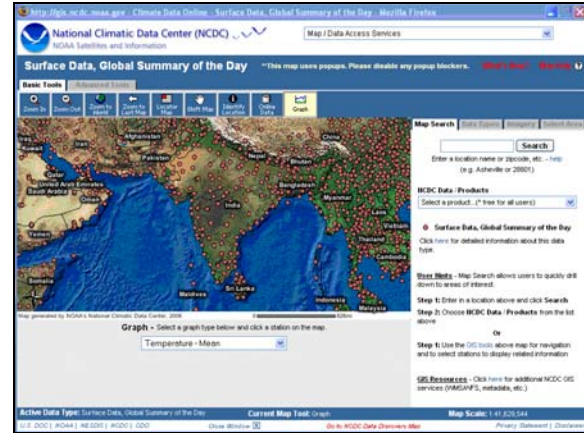 http://gis.ncdc.noaa.gov - Climate Data Online - Surface Data, Global Summary of the Day - Mozilla Firefox
National Climatic Data Center (NCDC)
NOAA Satellites and Information
Map / Data Access Services
Surface Data, Global Summary of the Day
**This map uses popups. Please disable any popup blockers.
Basic Tools
Advanced Tools
Zoom In
Zoom Out
Zoom to World
Zoom to Last Map
Locator Map
Shift Map
Identify Location
Online Data
Graph
Map Search
Data Types
Imagery
Select Area
Iraq
Kuwait
Iran
Afghanistan
Pakistan
Nepal
Bhutan
China
Qatar
United Arab Emirates
Saudi Arabia
Oman
India
Bangladesh
Myanmar
Laos
Vietnam
Thailand
Cambodia
Yemen
Somalia
Maldives
Sri Lanka
Indonesia
Malaysia
Search
Enter a location name or zipcode, etc. - help
(e.g. Asheville or 28801)
NCDC Data / Products
Select a product...(* free for all users)
Surface Data, Global Summary of the Day
Click here for detailed information about this data
type.
User Hints - Map Search allows users to quickly drill
down to areas of interest.
Step 1: Enter in a location above and click Search
Step 2: Choose NCDC Data / Products from the list
above
Or
Step 1: Use the GIS tools above map for navigation
and to select stations to display related information
GIS Resources - Click here for additional NCDC GIS
services (WMS/WFS, metadata, etc.)
Map generated by NOAA's National Climatic Data Center, 2006
Graph - Select a graph type below and click a station on the map.
Temperature - Mean
Active Data Type: Surface Data, Global Summary of the Day
Current Map Tool: Graph
Map Scale: 1:41,829,544
U.S. DOC | NOAA | NESDIS | NCDC | CDO
Close Window
Go to NCDC Data Discovery Map
Privacy Statement | Disclaimer